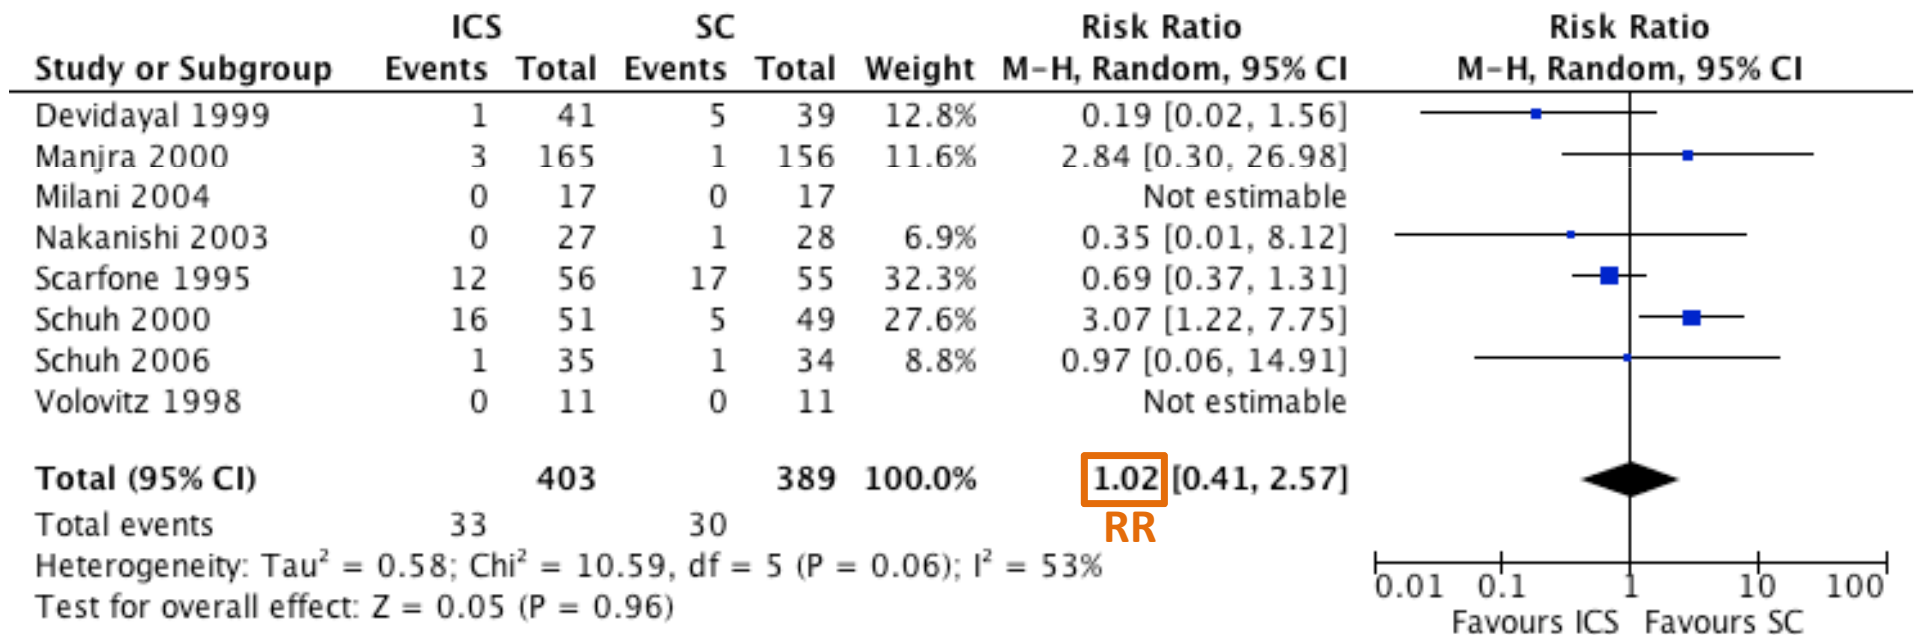 ICS SC Risk Ratio Risk Ratio
Study or Subgroup Events Total Events Total Weight M-H, Random, 95% CI M-H, Random, 95% CI
Devidayal 1999 1 41 5 39 12.8% 0.19 [0.02, 1.56]
Manjra 2000 3 165 1 156 11.6% 2.84 [0.30, 26.98]
Milani 2004 0 17 0 17 Not estimable
Nakanishi 2003 0 27 1 28 6.9% 0.35 [0.01, 8.12]
Scarfone 1995 12 56 17 55 32.3% 0.69 [0.37, 1.31]
Schuh 2000 16 51 5 49 27.6% 3.07 [1.22, 7.75]
Schuh 2006 1 35 1 34 8.8% 0.97 [0.06, 14.91]
Volovitz 1998 0 11 0 11 Not estimable
Total (95% CI) 403 389 100.0% 1.02 [0.41, 2.57]
Total events 33 30 RR
Heterogeneity: Tau² = 0.58; Chi² = 10.59, df = 5 (P = 0.06); I² = 53%
Test for overall effect: Z = 0.05 (P = 0.96)
0.01 0.1 1 10 100
Favours ICS Favours SC